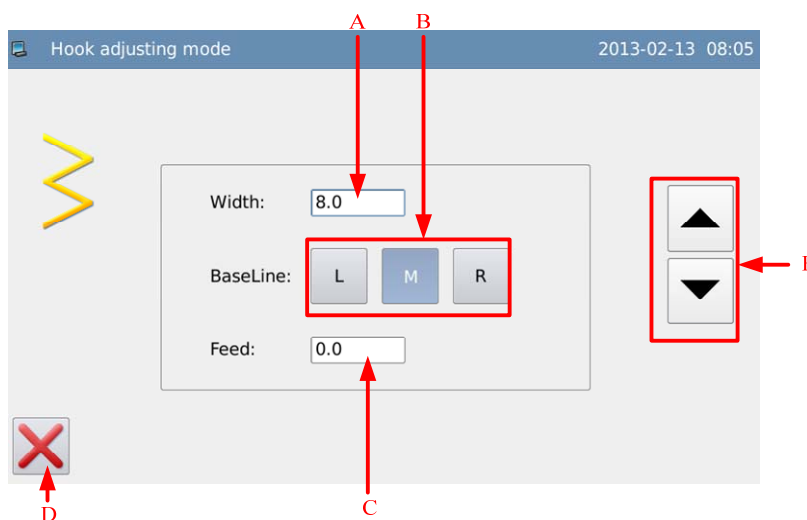 A B
Hook adjusting mode 2013-02-13 08:05
Width: 8.0
BaseLine: L M R
I
Feed: 0.0
D
C